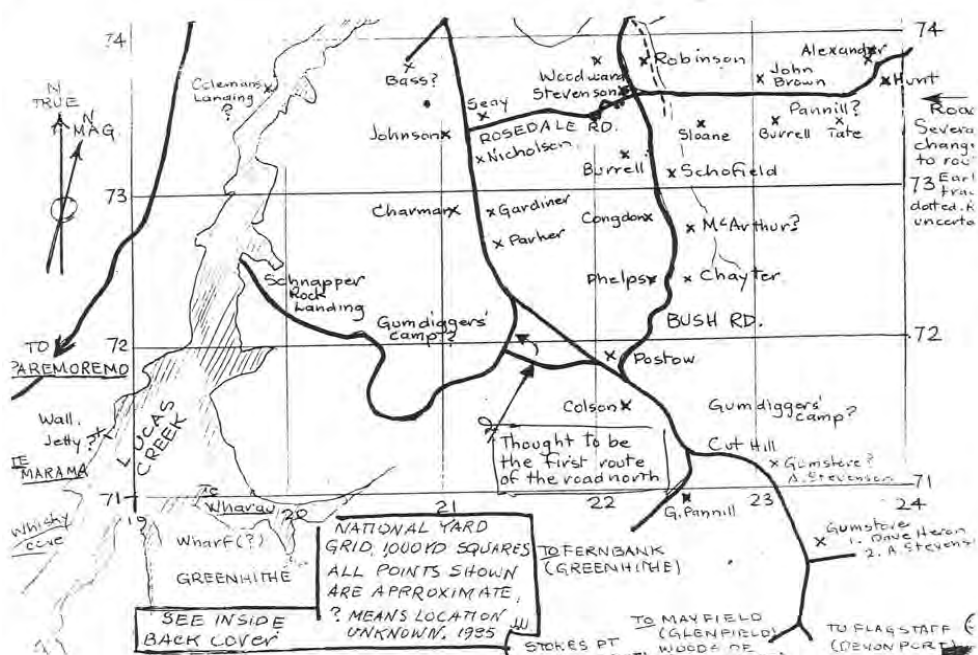 74
74
N
TRUE
N
MAG
Colemans
Landing
?
Bass?
Woodward
Stevenson
Robinson
John
Brown
Alexander
Hunt
Seay
Johnson
ROSEDALE RD.
Nicholson
Sloane
Pannill?
Burrell
Tate
Several
to
73
dotted.
Burrell
Schofield
73
Charman
Gardiner
Parker
Congdon
McArthur?
Phelps
Chayter
Schnapper
Rock
Landing
Gumdiggers'
camp?
BUSH RD.
72
72
TO
PAREMOREMO
Postow
Colson
Gumdiggers'
camp?
Cut Hill
Wall.
Jetty?
LUCAS
CREEK
MARAMA
Thought to be
the first route
of the road north
Gumstore?
A. Stevenson
71
71
19
20
21
22
23
24
G. Pannill
Whisky
cove
To
Wharau
Wharf(?)
GREENHITHE
NATIONAL YARD
GRID, 1000YD SQUARES
ALL POINTS SHOWN
ARE APPROXIMATE,
? MEANS LOCATION
UNKNOWN. 1985
TO FERNBANK
(GREENHITHE)
Gumstore
1. Dave Heron
2. A. Stevens
SEE INSIDE
BACK COVER
STOKES PT
TO MAYFIELD
(GLENFIELD)
TO FLAGSTAFF
(DEVONPORT)